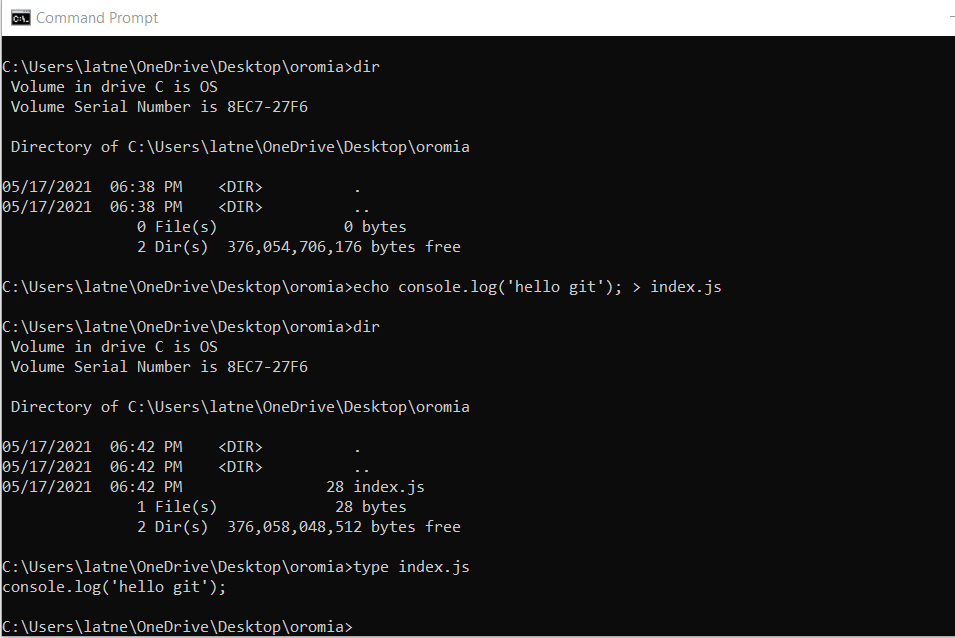 Command Prompt
C:\Users\latne\OneDrive\Desktop\oromia>dir
 Volume in drive C is OS
 Volume Serial Number is 8EC7-27F6
 Directory of C:\Users\latne\OneDrive\Desktop\oromia
05/17/2021  06:38 PM    <DIR>          .
05/17/2021  06:38 PM    <DIR>          ..
               0 File(s)              0 bytes
               2 Dir(s)  376,054,706,176 bytes free
C:\Users\latne\OneDrive\Desktop\oromia>echo console.log('hello git'); > index.js
C:\Users\latne\OneDrive\Desktop\oromia>dir
 Volume in drive C is OS
 Volume Serial Number is 8EC7-27F6
 Directory of C:\Users\latne\OneDrive\Desktop\oromia
05/17/2021  06:42 PM    <DIR>          .
05/17/2021  06:42 PM    <DIR>          ..
05/17/2021  06:42 PM                28 index.js
               1 File(s)             28 bytes
               2 Dir(s)  376,058,048,512 bytes free
C:\Users\latne\OneDrive\Desktop\oromia>type index.js
console.log('hello git');
C:\Users\latne\OneDrive\Desktop\oromia>